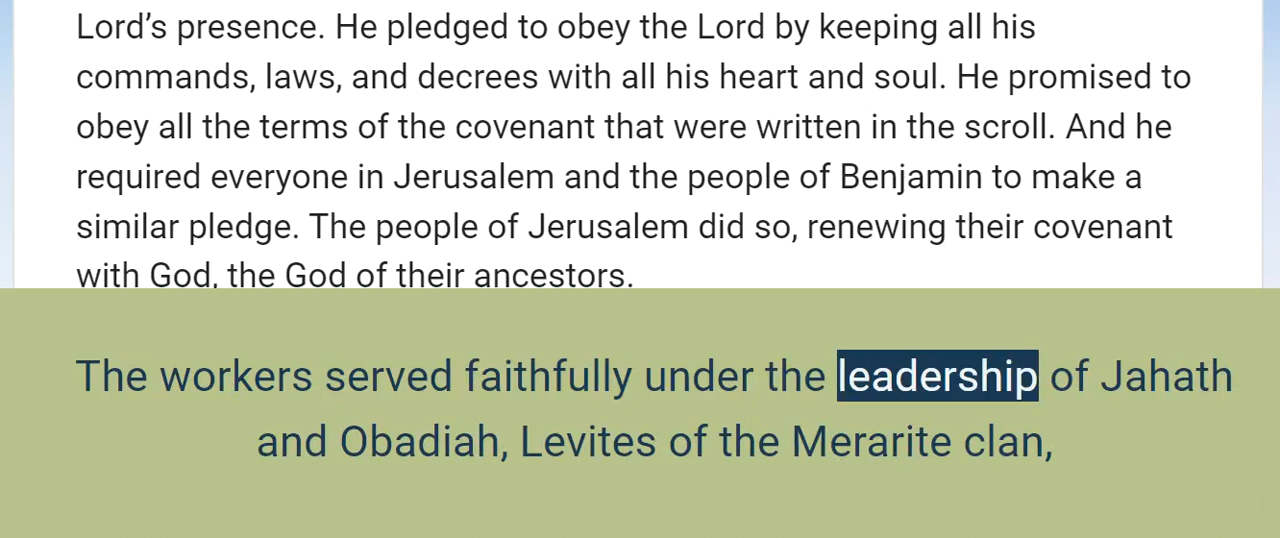 Lord’s presence. He pledged to obey the Lord by keeping all his
commands, laws, and decrees with all his heart and soul. He promised to
obey all the terms of the covenant that were written in the scroll. And he
required everyone in Jerusalem and the people of Benjamin to make a
similar pledge. The people of Jerusalem did so, renewing their covenant
with God, the God of their ancestors.
The workers served faithfully under the leadership of Jahath
and Obadiah, Levites of the Merarite clan,